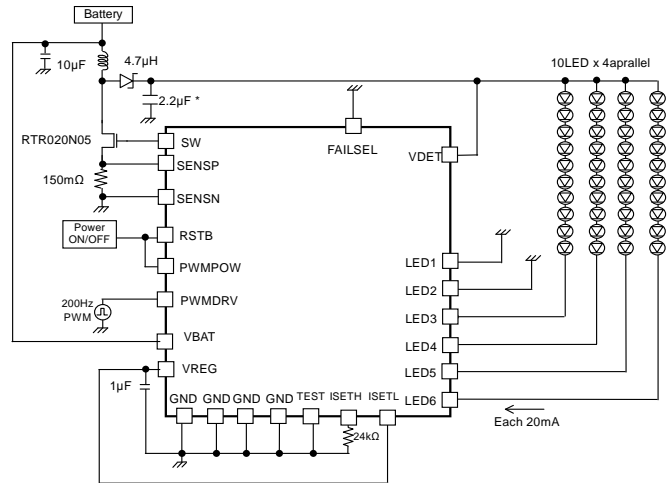 Battery
4.7μH
10μF
10LED x 4aprallel
2.2μF *
RTR020N05
SW
FAILSEL
VDET
SENSP
150mΩ
SENSN
Power
ON/OFF
RSTB
PWMPOW
LED1
LED2
200Hz
PWM
PWMDRV
LED3
VBAT
LED4
VREG
LED5
1μF
GND
GND
GND
GND
TEST
ISETH
ISETL
LED6
24kΩ
Each 20mA